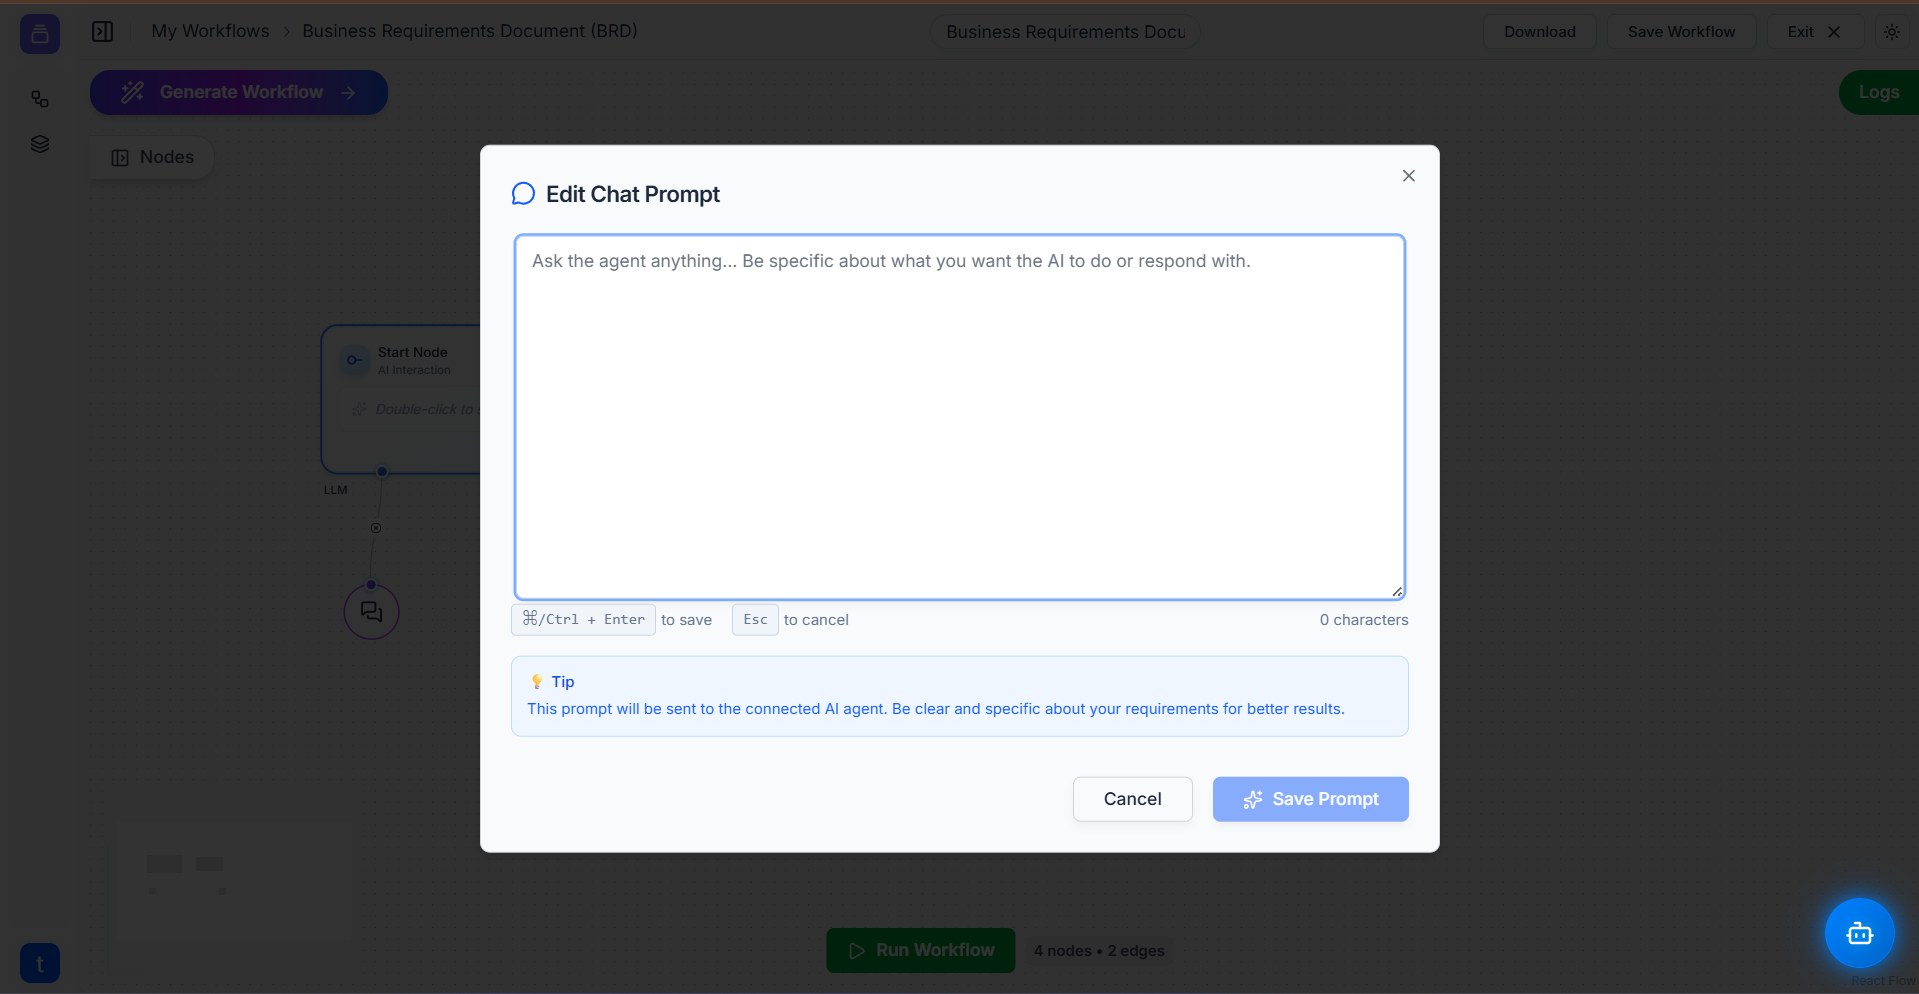 My Workflows > Business Requirements Document (BRD)
Business Requirements Docu
Download
Save Workflow
Exit
Generate Workflow
Logs
Nodes
Edit Chat Prompt
Ask the agent anything... Be specific about what you want the AI to do or respond with.
Start Node
AI Interaction
Double-click to
LLM
⌘/Ctrl + Enter to save Esc to cancel
0 characters
💡 Tip
This prompt will be sent to the connected AI agent. Be clear and specific about your requirements for better results.
Cancel
Save Prompt
Run Workflow
4 nodes • 2 edges
t
React Flow